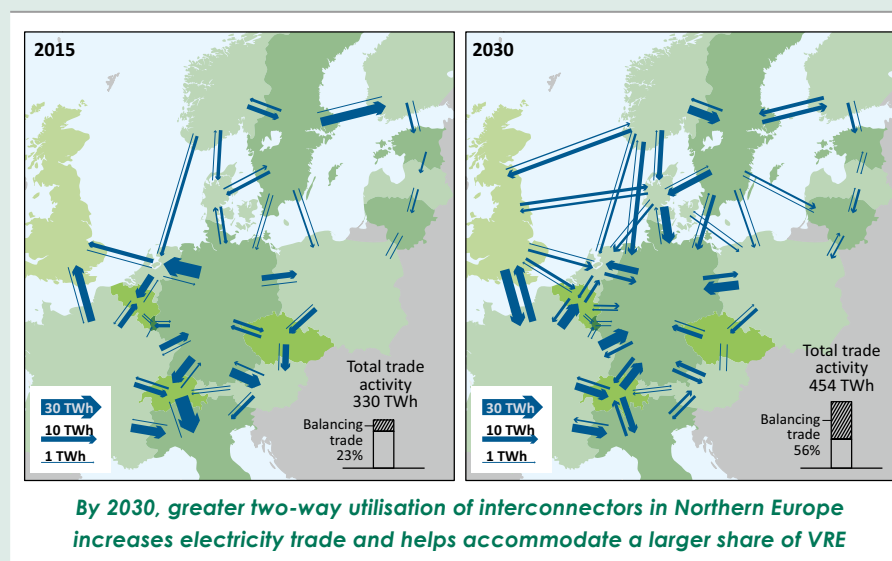 2015
Total trade
activity
330 TWh
Balancing
trade
23%
30 TWh
10 TWh
1 TWh
2030
Total trade
activity
454 TWh
Balancing
trade
56%
30 TWh
10 TWh
1 TWh
By 2030, greater two-way utilisation of interconnectors in Northern Europe
increases electricity trade and helps accommodate a larger share of VRE